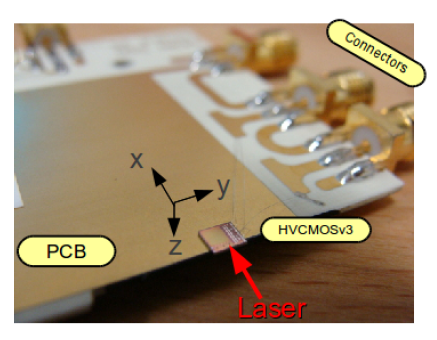 Connectors
x
y
z
HVCMOSv3
PCB
Laser